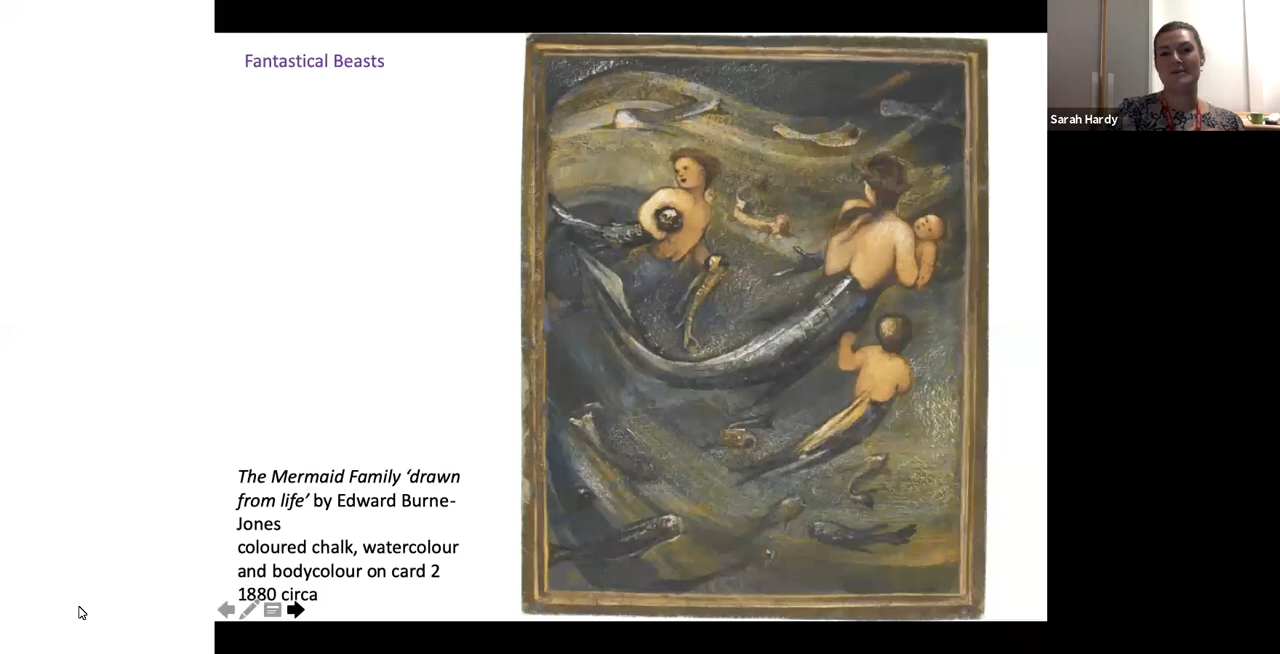 Fantastical Beasts
Sarah Hardy
The Mermaid Family ‘drawn
from life’ by Edward Burne-
Jones
coloured chalk, watercolour
and bodycolour on card 2
1880 circa